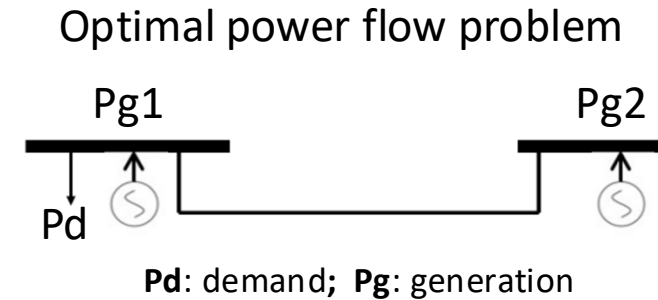 Optimal power flow problem
Pg1
Pg2
Pd
Pd: demand; Pg: generation